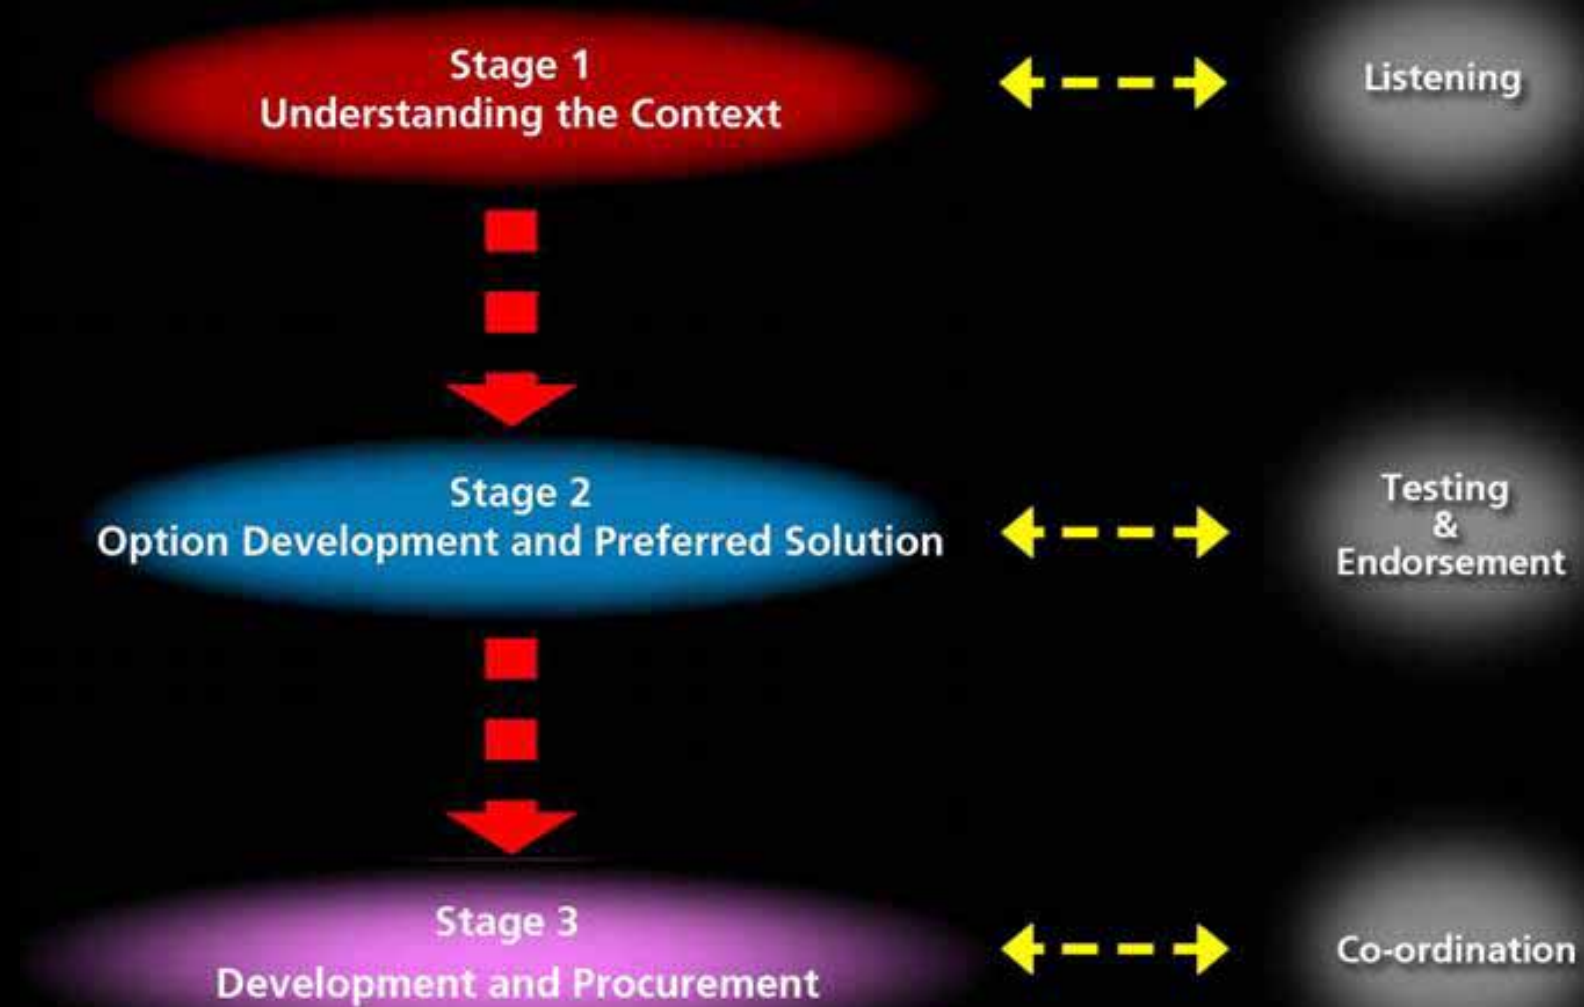 Stage 1
Understanding the Context
Listening
Stage 2
Option Development and Preferred Solution
Testing
&
Endorsement
Stage 3
Development and Procurement
Co-ordination